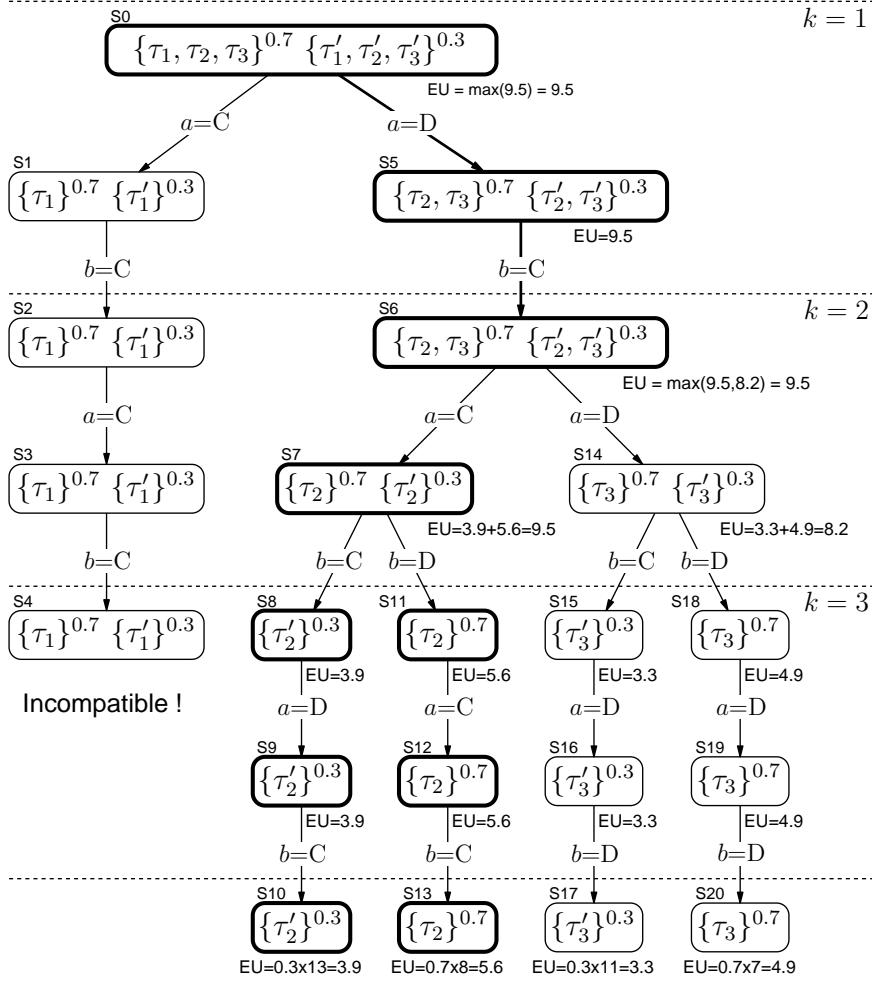 S0
k = 1
{τ₁, τ₂, τ₃}^0.7 {τ′₁, τ′₂, τ′₃}^0.3
EU = max(9.5) = 9.5
a=C a=D
S1 S5
{τ₁}^0.7 {τ′₁}^0.3 {τ₂, τ₃}^0.7 {τ′₂, τ′₃}^0.3
EU=9.5
b=C b=C
S2 S6 k = 2
{τ₁}^0.7 {τ′₁}^0.3 {τ₂, τ₃}^0.7 {τ′₂, τ′₃}^0.3
EU = max(9.5,8.2) = 9.5
a=C a=C a=D
S3 S7 S14
{τ₁}^0.7 {τ′₁}^0.3 {τ₂}^0.7 {τ′₂}^0.3 {τ₃}^0.7 {τ′₃}^0.3
EU=3.9+5.6=9.5 EU=3.3+4.9=8.2
b=C b=C b=D b=C b=D
S4 S8 S11 S15 S18 k = 3
{τ₁}^0.7 {τ′₁}^0.3 {τ′₂}^0.3 {τ₂}^0.7 {τ′₃}^0.3 {τ₃}^0.7
EU=3.9 EU=5.6 EU=3.3 EU=4.9
Incompatible !
a=D a=C a=D a=D
S9 S12 S16 S19
{τ′₂}^0.3 {τ₂}^0.7 {τ′₃}^0.3 {τ₃}^0.7
EU=3.9 EU=5.6 EU=3.3 EU=4.9
b=C b=C b=D b=D
S10 S13 S17 S20
{τ′₂}^0.3 {τ₂}^0.7 {τ′₃}^0.3 {τ₃}^0.7
EU=0.3x13=3.9 EU=0.7x8=5.6 EU=0.3x11=3.3 EU=0.7x7=4.9